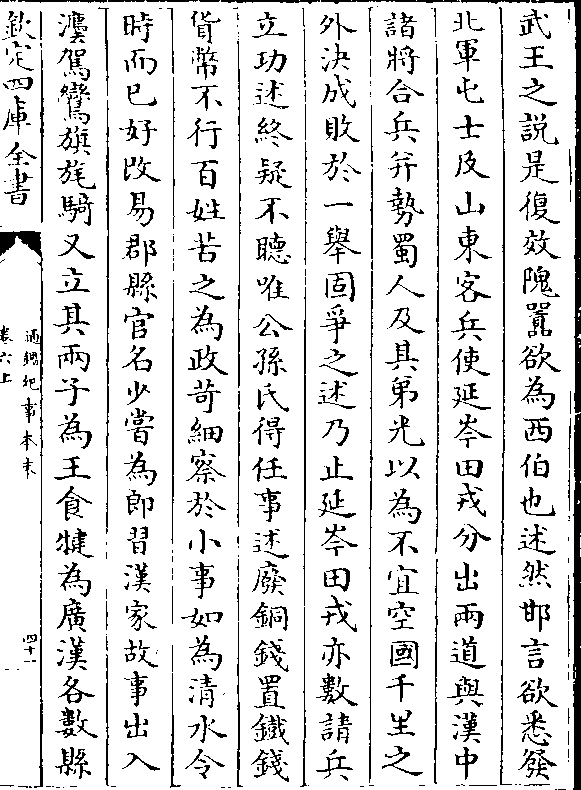 武王之説是復效隗囂欲為西伯也述然邯言欲悉發
北軍屯士及山東客兵使延岑田戎分出兩道與漢中
諸將合兵并勢蜀人及其弟光以為不宜空國千里之
外決成敗於一舉固爭之述乃止延岑田戎亦數請兵
立功述終疑不聽唯公孫氏得任事述廢銅錢置鐵錢
貨幣不行百姓苦之為政苛細察於小事如為清水令
時而已好改易郡縣官名少嘗為郎習漢家故事出入
灋駕鸞旗旄騎又立其兩子為王食犍為廣漢各數縣
欽定四庫全書
通鑑紀事本末
卷六上
四十一